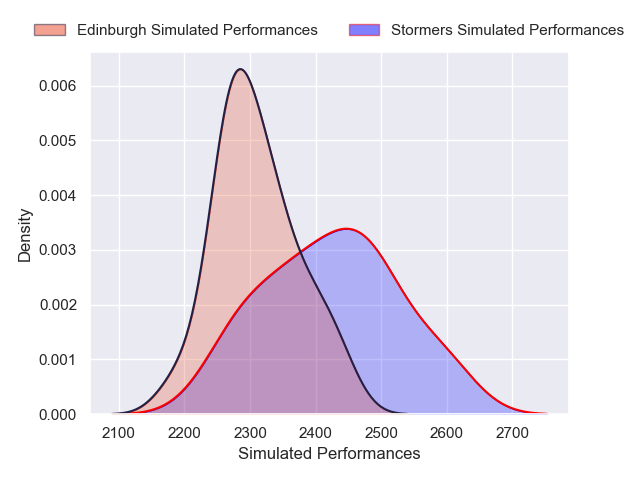 Edinburgh Simulated Performances Stormers Simulated Performances
0.006
0.005
0.004
0.003
0.002
0.001
0.000
Density
2100 2200 2300 2400 2500 2600 2700
Simulated Performances